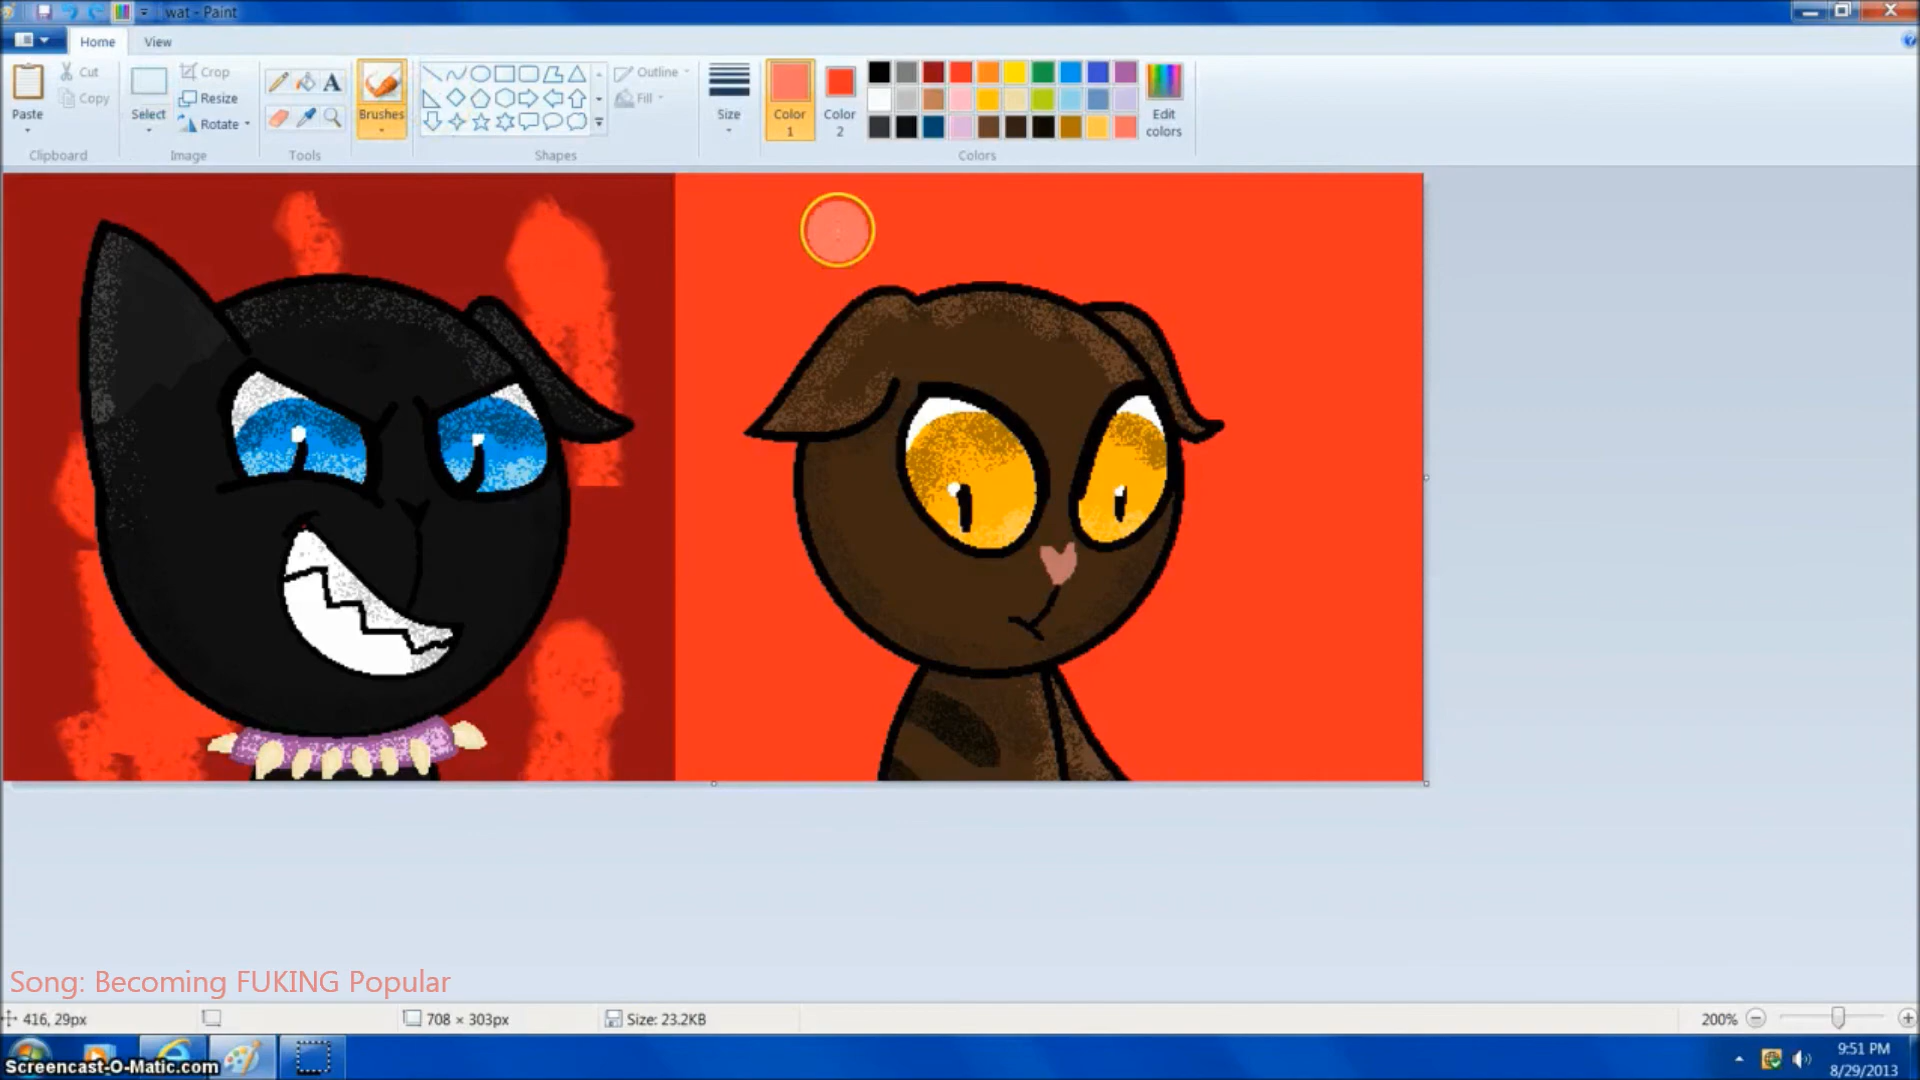 wat - Paint
Home View
Paste
Cut
Copy
Clipboard
Select
Crop
Resize
Rotate
Image
Tools
Brushes
Shapes
Outline
Fill
Size
Color 1
Color 2
Colors
Edit colors
Song: Becoming FUKING Popular
416, 29px
708 × 303px
Size: 23.2KB
200%
Screencast-O-Matic.com
9:51 PM
8/29/2013